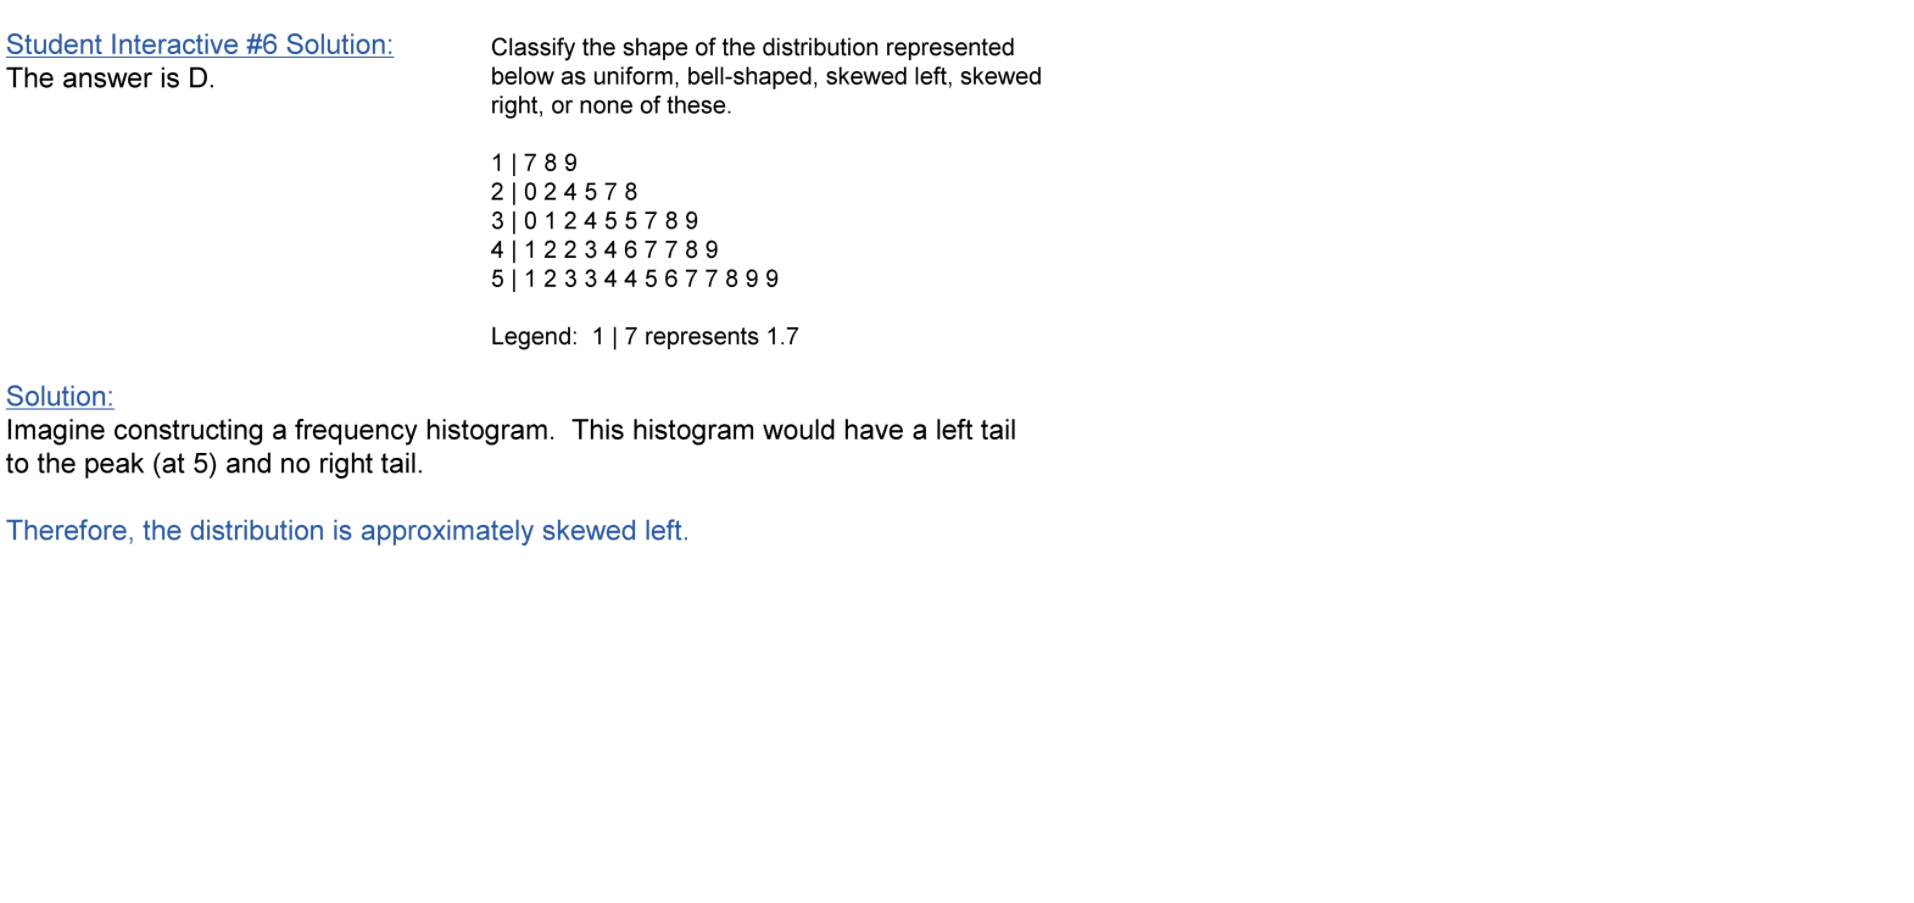 Student Interactive #6 Solution:
The answer is D.
Classify the shape of the distribution represented
below as uniform, bell-shaped, skewed left, skewed
right, or none of these.
1 | 7 8 9
2 | 0 2 4 5 7 8
3 | 0 1 2 4 5 5 7 8 9
4 | 1 2 2 3 4 6 7 7 8 9
5 | 1 2 3 3 4 4 5 6 7 7 8 9 9
Legend:  1 | 7 represents 1.7
Solution:
Imagine constructing a frequency histogram.  This histogram would have a left tail
to the peak (at 5) and no right tail.
Therefore, the distribution is approximately skewed left.